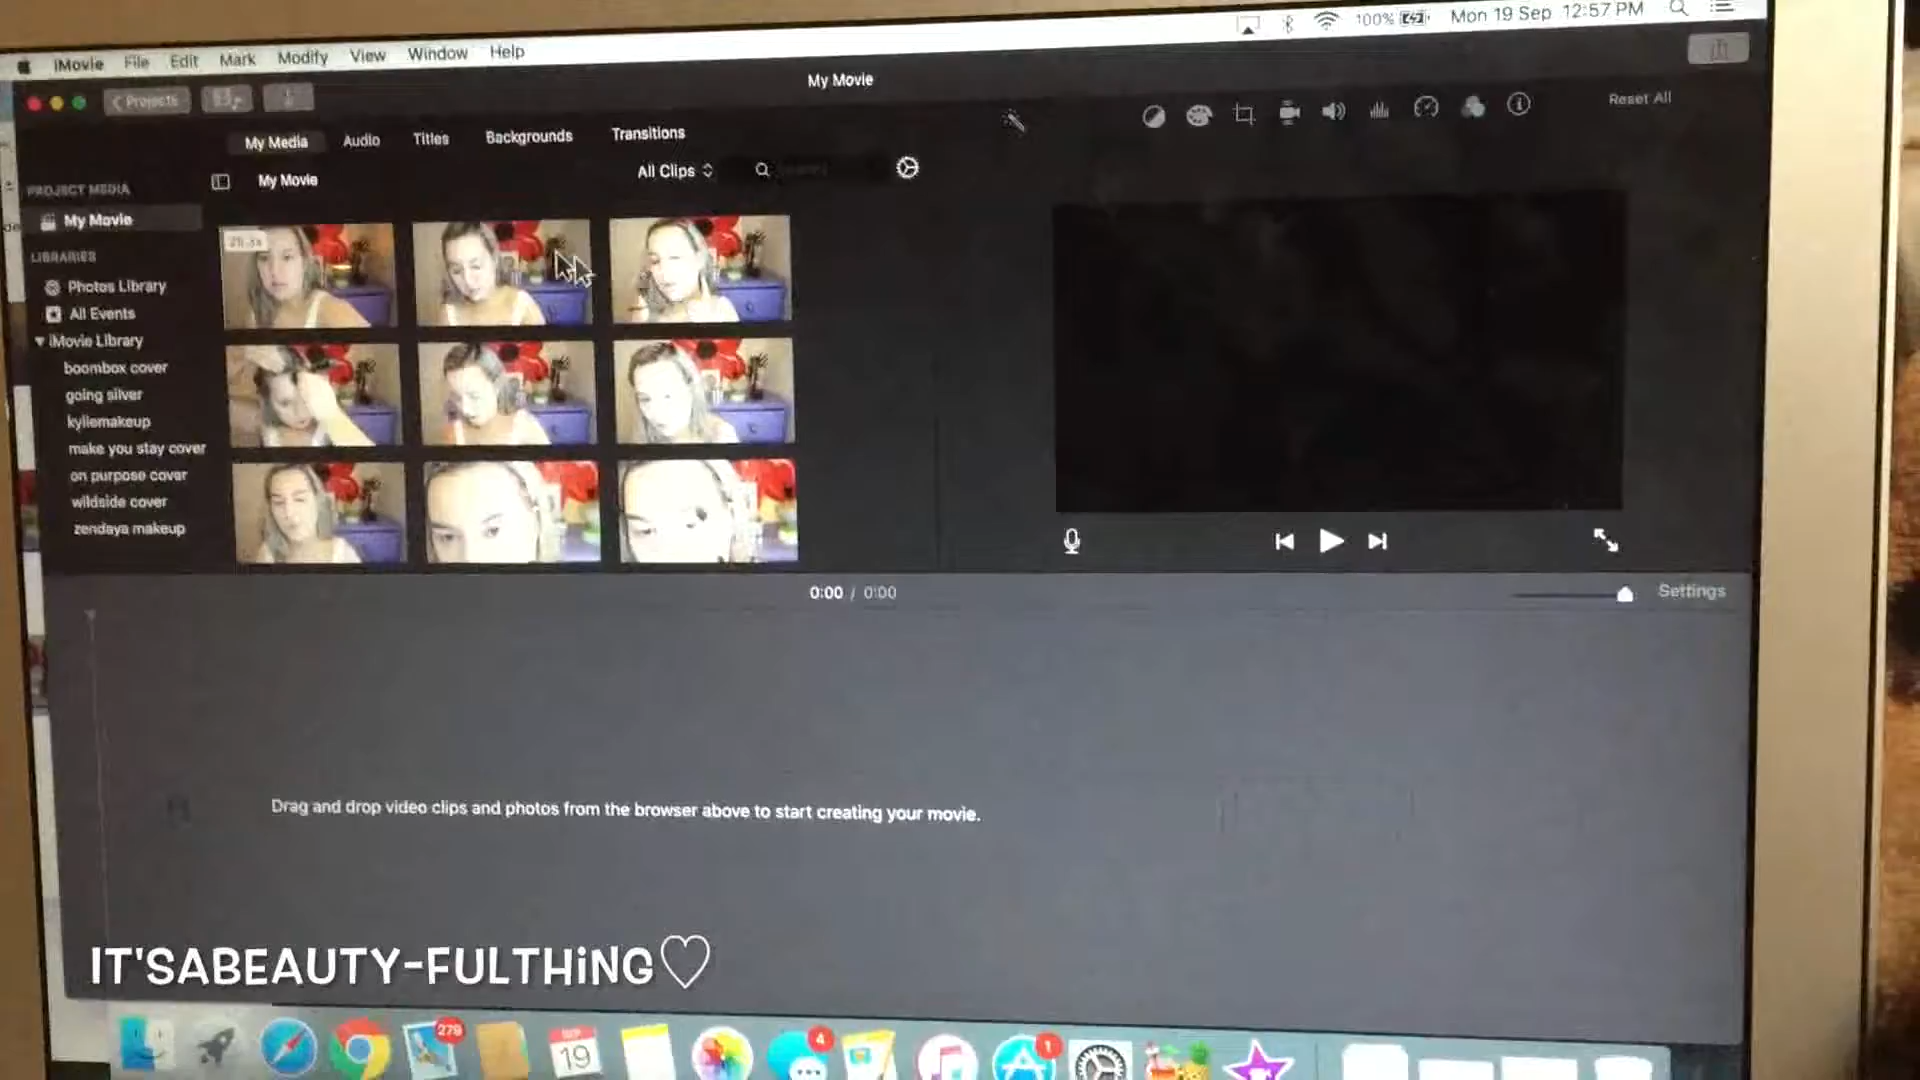 100% Mon 19 Sep 12:57 PM
iMovie File Edit Mark Modify View Window Help
My Movie
Projects
Reset All
My Media Audio Titles Backgrounds Transitions
My Movie All Clips
PROJECT MEDIA
My Movie
LIBRARIES
Photos Library
All Events
iMovie Library
boombox cover
going silver
kyliemakeup
make you stay cover
on purpose cover
wildside cover
zendaya makeup
0:00 / 0:00
Settings
Drag and drop video clips and photos from the browser above to start creating your movie.
IT'SABEAUTY-FULTHiNG♡
279
SEP
19
4
1